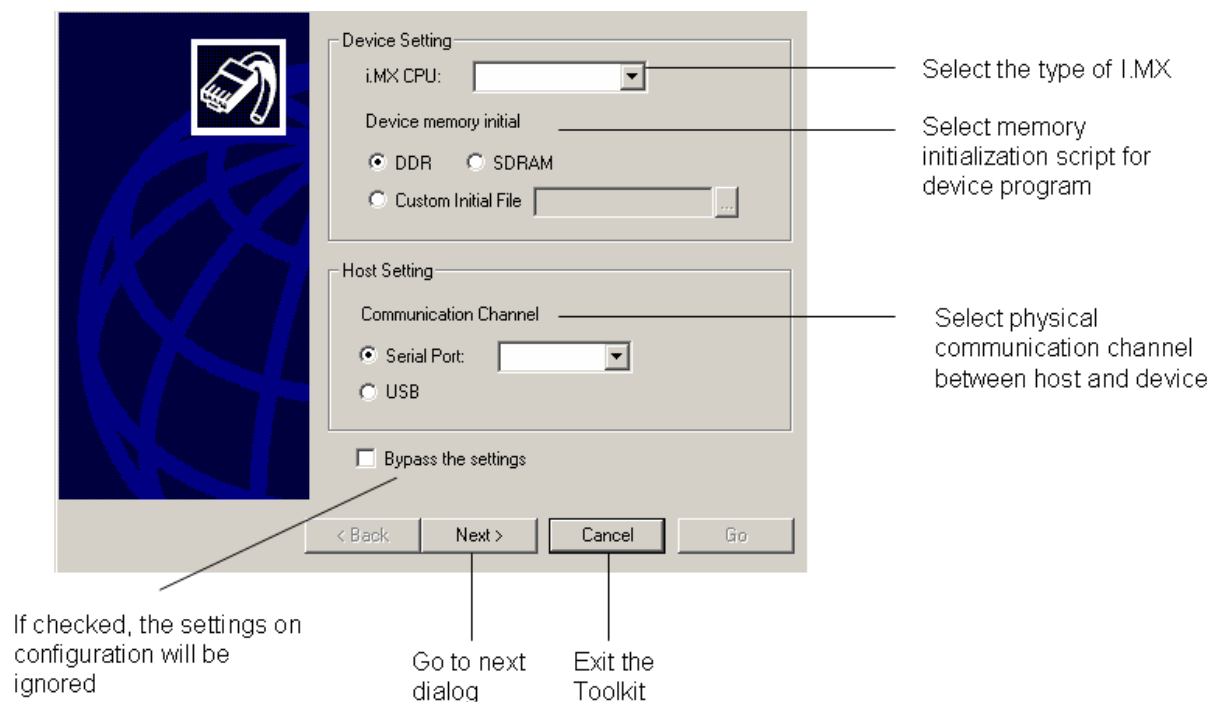 Device Setting
i.MX CPU:
Select the type of I.MX
Device memory initial
Select memory
initialization script for
device program
DDR SDRAM
Custom Initial File ...
Host Setting
Communication Channel
Select physical
communication channel
between host and device
Serial Port:
USB
Bypass the settings
< Back Next > Cancel Go
If checked, the settings on
configuration will be
ignored
Go to next
dialog
Exit the
Toolkit